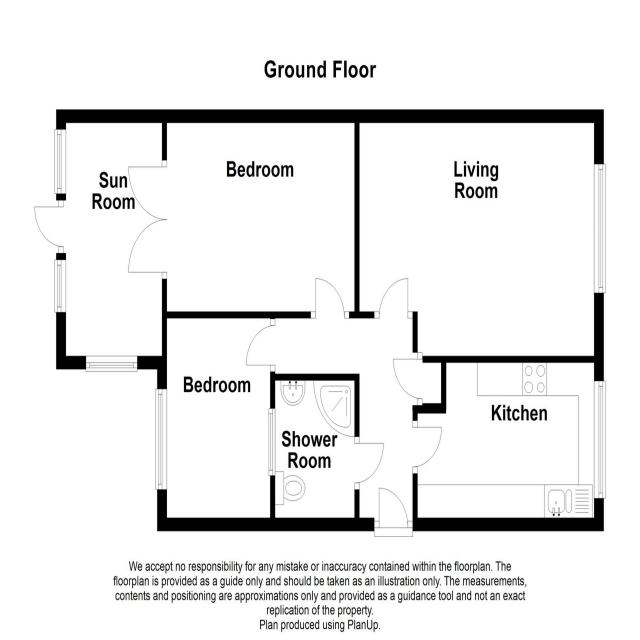 Ground Floor
Sun
Room
Bedroom
Living
Room
Bedroom
Shower
Room
Kitchen
We accept no responsibility for any mistake or inaccuracy contained within the floorplan. The
floorplan is provided as a guide only and should be taken as an illustration only. The measurements,
contents and positioning are approximations only and provided as a guidance tool and not an exact
replication of the property.
Plan produced using PlanUp.